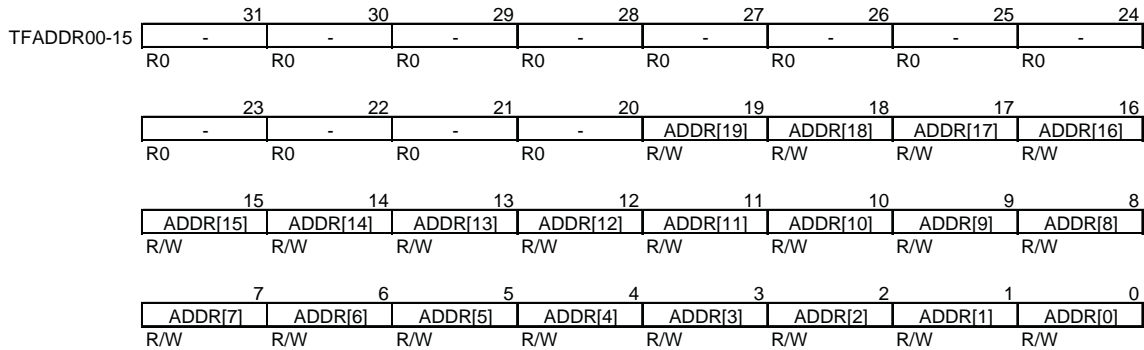 31 30 29 28 27 26 25 24
TFADDR00-15 - - - - - - - -
R0 R0 R0 R0 R0 R0 R0 R0
23 22 21 20 19 18 17 16
- - - - ADDR[19] ADDR[18] ADDR[17] ADDR[16]
R0 R0 R0 R0 R/W R/W R/W R/W
15 14 13 12 11 10 9 8
ADDR[15] ADDR[14] ADDR[13] ADDR[12] ADDR[11] ADDR[10] ADDR[9] ADDR[8]
R/W R/W R/W R/W R/W R/W R/W R/W
7 6 5 4 3 2 1 0
ADDR[7] ADDR[6] ADDR[5] ADDR[4] ADDR[3] ADDR[2] ADDR[1] ADDR[0]
R/W R/W R/W R/W R/W R/W R/W R/W